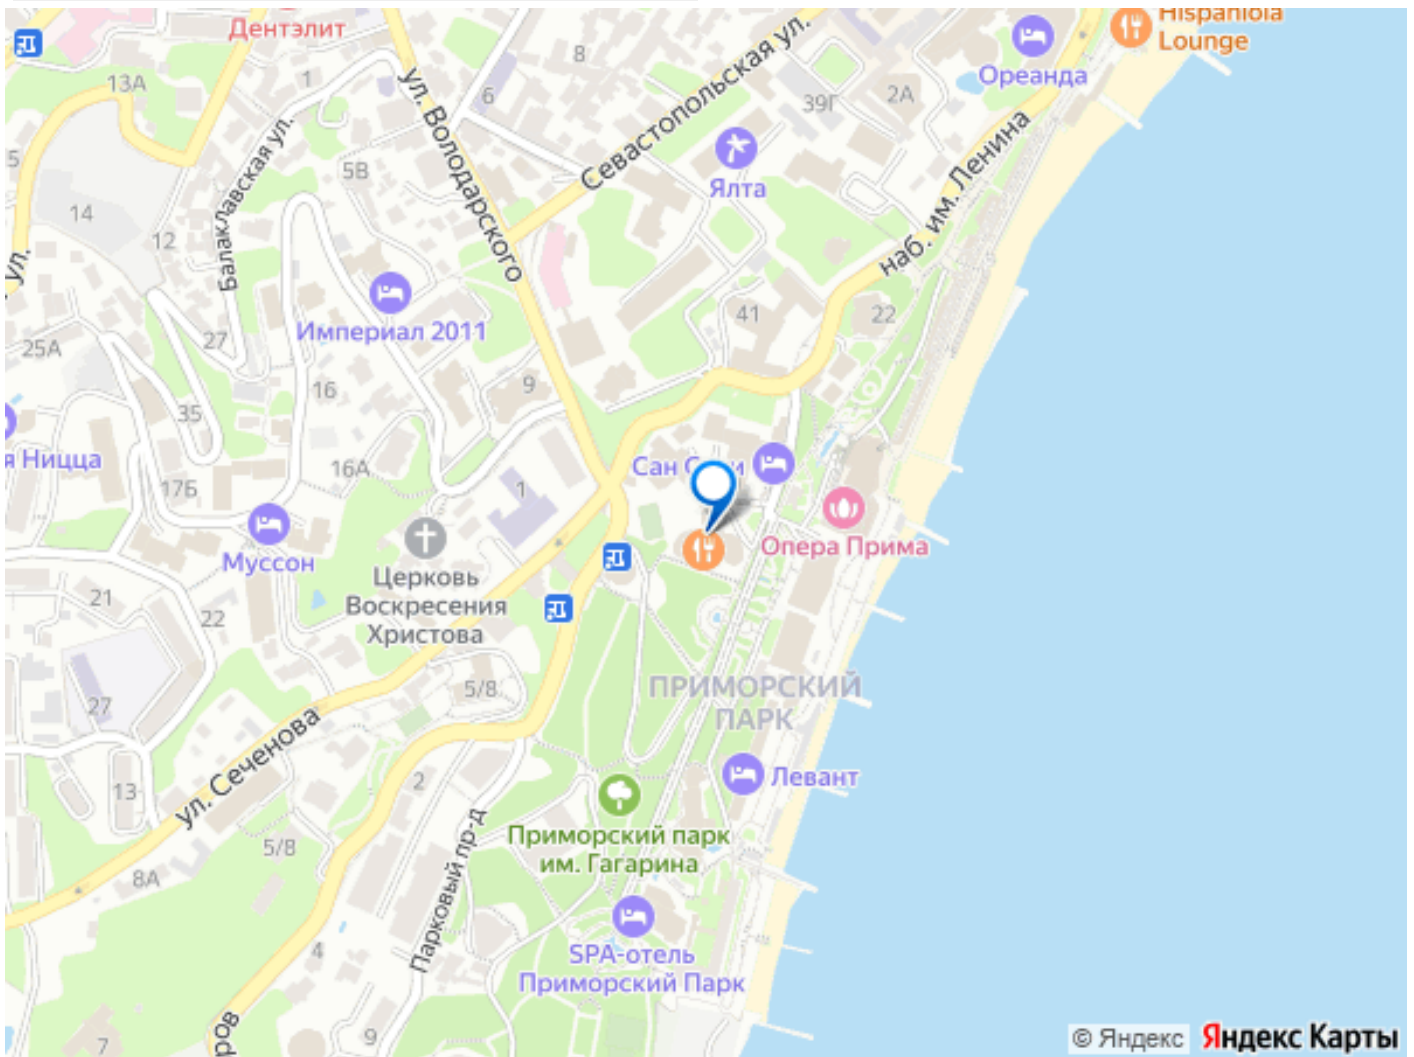 Hispaniola
Lounge
Дентэлит
Ореанда
13А
1
8
6
39Г
2А
ул. Володарского
Севастопольская ул.
наб. им. Ленина
Балаклавская ул.
5
5В
14
12
Ялта
ул.
Империал 2011
41
22
27
25А
16
9
35
я Ницца
16А
17Б
1
Муссон
Церковь
Воскресения
Христова
Опера Прима
21
22
27
5/8
ПРИМОРСКИЙ
ПАРК
ул. Сеченова
13
2
Левант
5/8
8А
Приморский парк
им. Гагарина
Парковый пр-д
4
SPA-отель
Приморский Парк
7
9
ров
© Яндекс Яндекс Карты